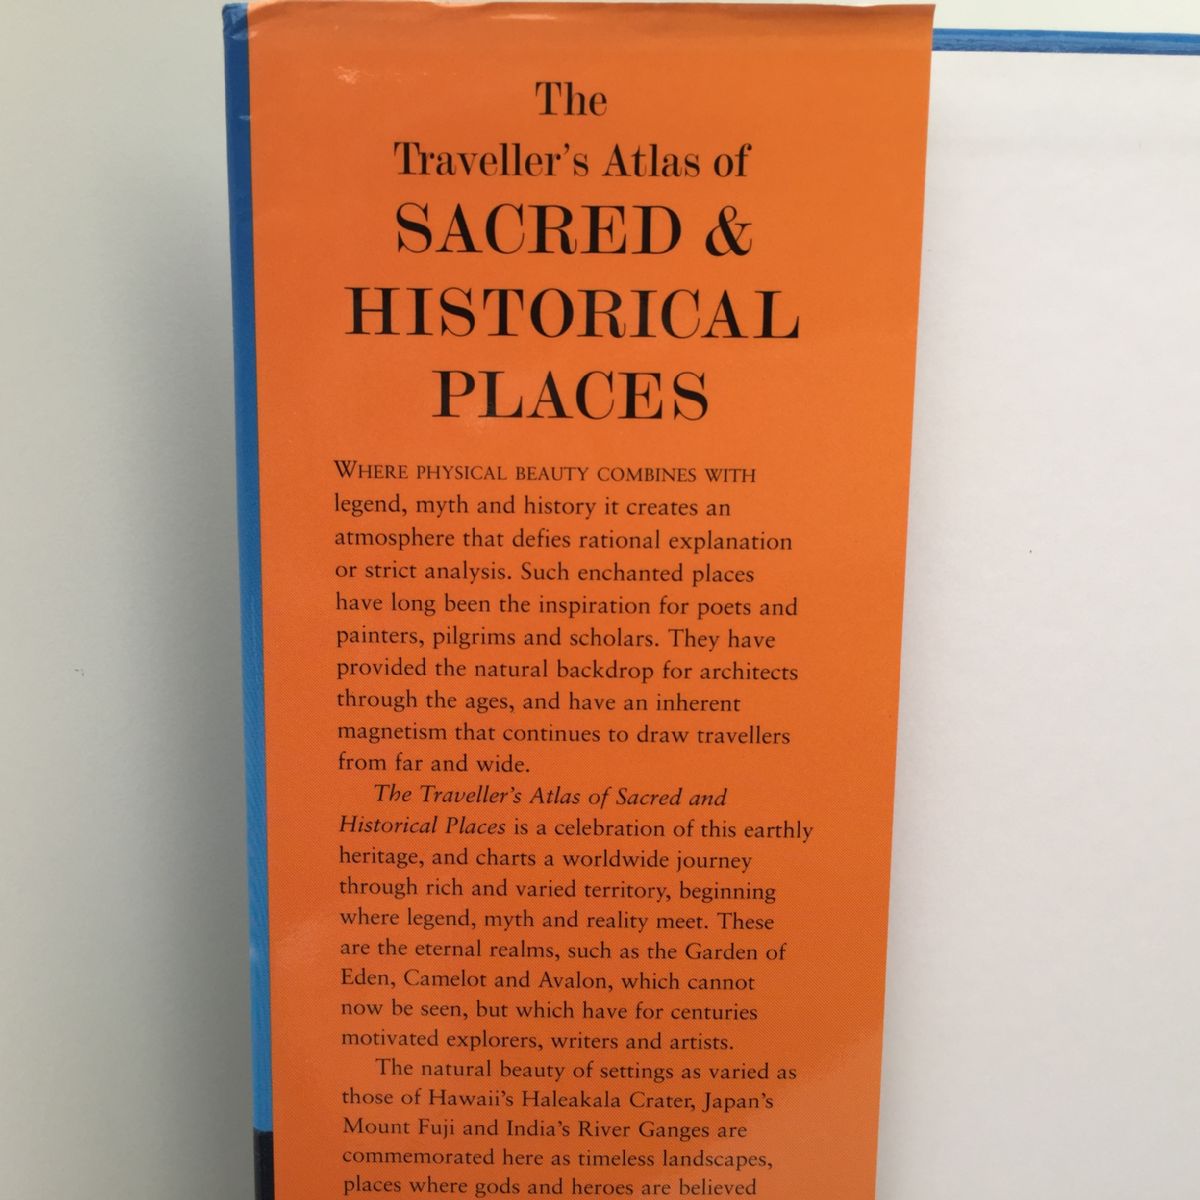 The
Traveller's Atlas of
SACRED &
HISTORICAL
PLACES
WHERE PHYSICAL BEAUTY COMBINES WITH
legend, myth and history it creates an
atmosphere that defies rational explanation
or strict analysis. Such enchanted places
have long been the inspiration for poets and
painters, pilgrims and scholars. They have
provided the natural backdrop for architects
through the ages, and have an inherent
magnetism that continues to draw travellers
from far and wide.
The Traveller's Atlas of Sacred and
Historical Places is a celebration of this earthly
heritage, and charts a worldwide journey
through rich and varied territory, beginning
where legend, myth and reality meet. These
are the eternal realms, such as the Garden of
Eden, Camelot and Avalon, which cannot
now be seen, but which have for centuries
motivated explorers, writers and artists.
The natural beauty of settings as varied as
those of Hawaii's Haleakala Crater, Japan's
Mount Fuji and India's River Ganges are
commemorated here as timeless landscapes,
places where gods and heroes are believed